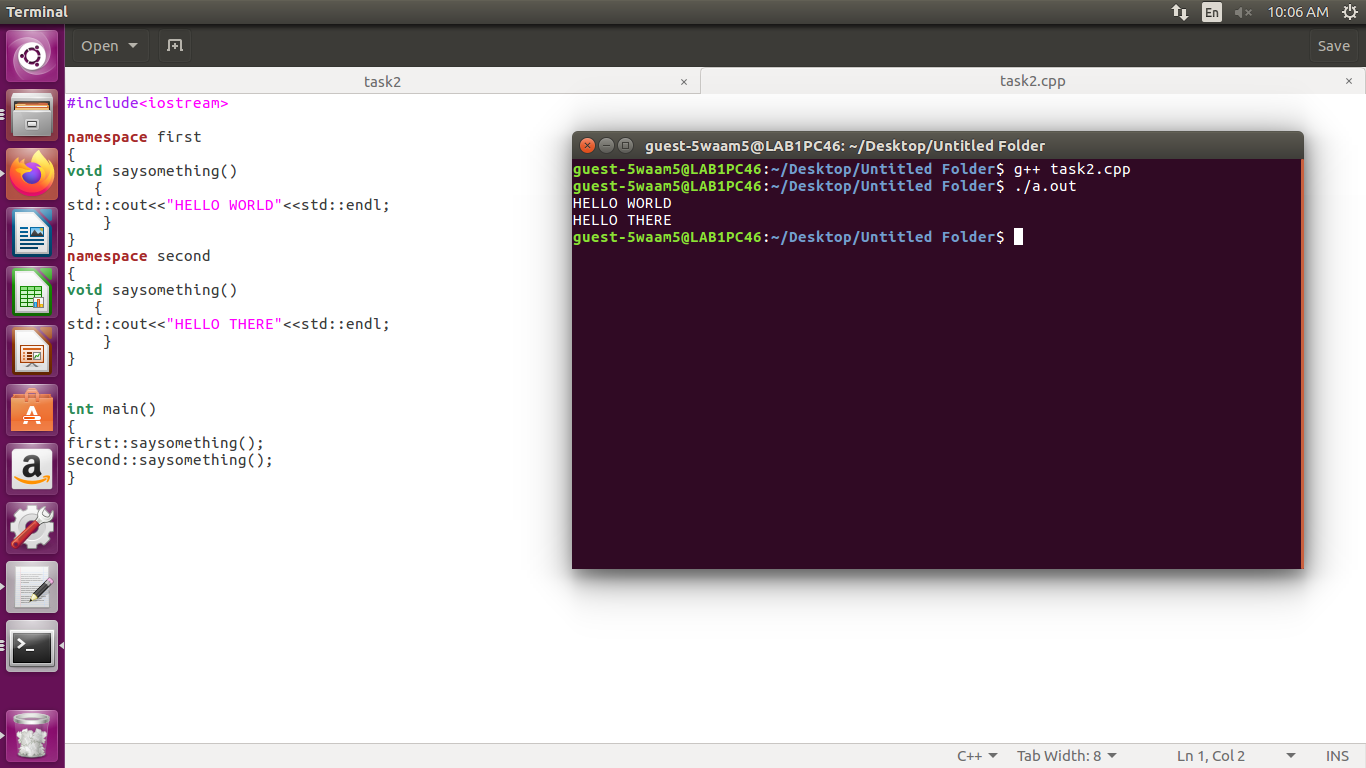 Terminal
En
10:06 AM
Open
Save
task2 ×
task2.cpp ×
#include<iostream>
namespace first
{
void saysomething()
{
std::cout<<"HELLO WORLD"<<std::endl;
}
}
namespace second
{
void saysomething()
{
std::cout<<"HELLO THERE"<<std::endl;
}
}
int main()
{
first::saysomething();
second::saysomething();
}
guest-5waam5@LAB1PC46: ~/Desktop/Untitled Folder
guest-5waam5@LAB1PC46:~/Desktop/Untitled Folder$ g++ task2.cpp
guest-5waam5@LAB1PC46:~/Desktop/Untitled Folder$ ./a.out
HELLO WORLD
HELLO THERE
guest-5waam5@LAB1PC46:~/Desktop/Untitled Folder$
C++ Tab Width: 8 Ln 1, Col 2 INS